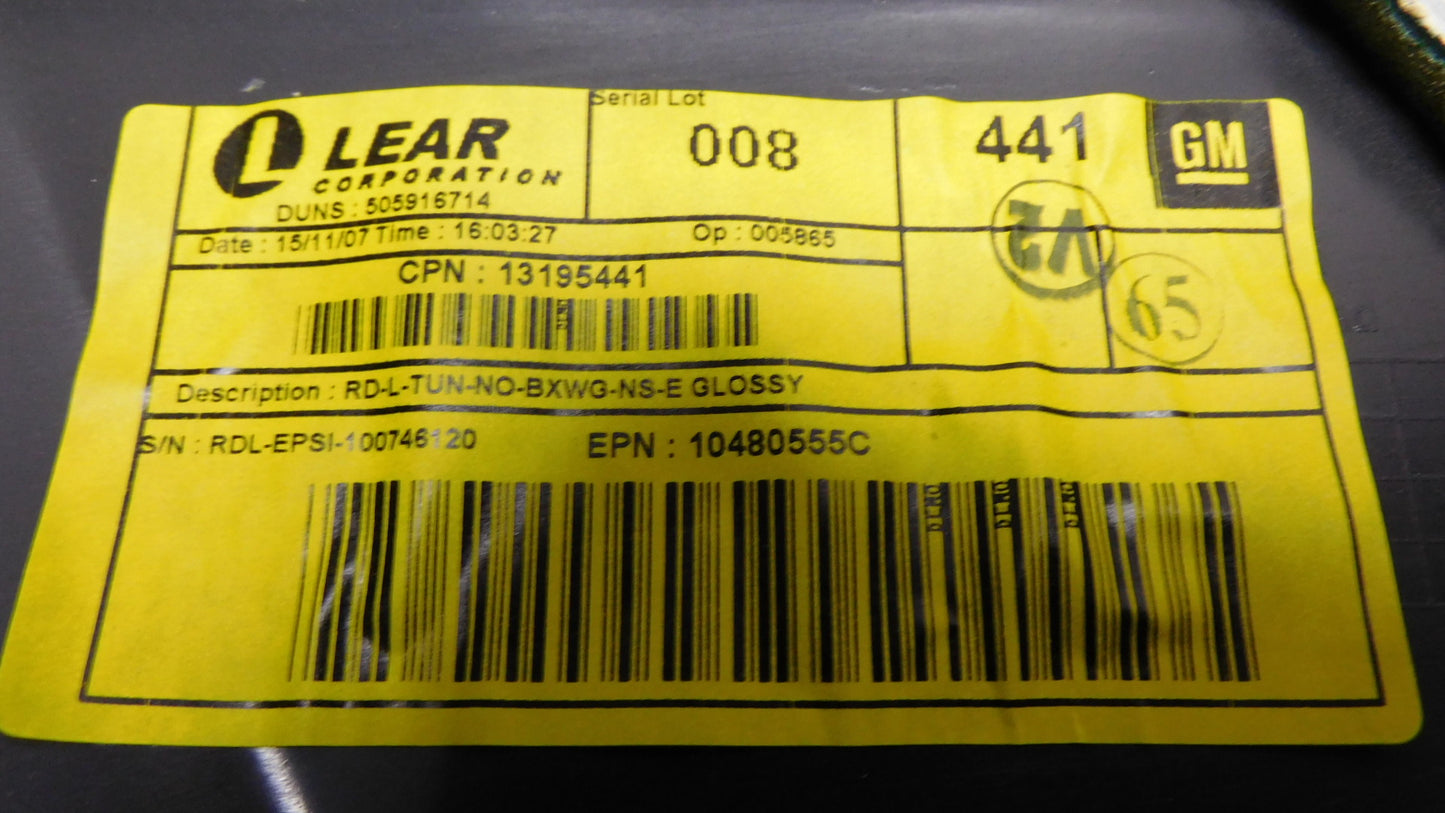 LEAR
CORPORATION
DUNS : 505916714
Serial Lot
008
441
GM
V2
65
Date : 15/11/07 Time : 16:03:27
Op : 005865
CPN : 13195441
Description : RD-L-TUN-NO-BXWG-NS-E GLOSSY
S/N : RDL-EPSI-100746120
EPN : 10480555C